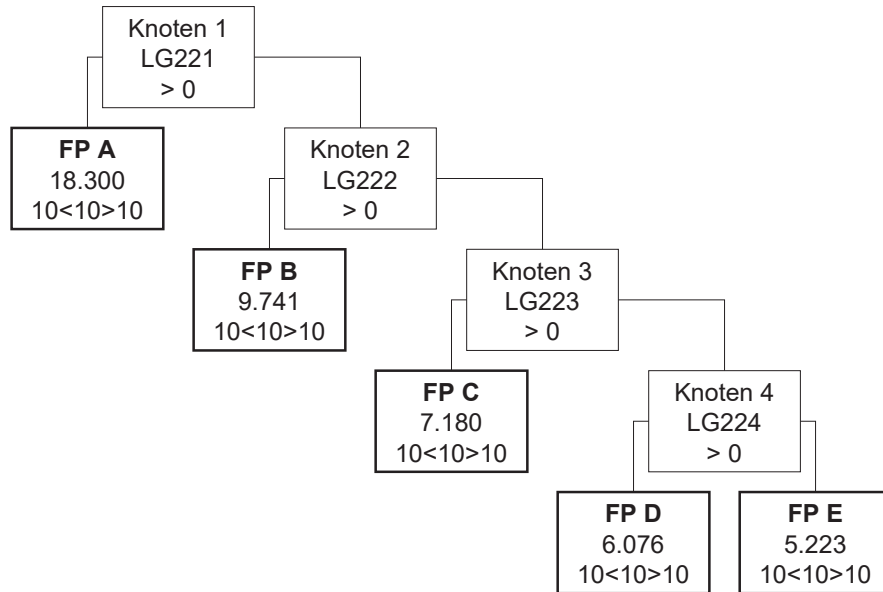 Knoten 1
LG221
> 0
FP A
18.300
10<10>10
Knoten 2
LG222
> 0
FP B
9.741
10<10>10
Knoten 3
LG223
> 0
FP C
7.180
10<10>10
Knoten 4
LG224
> 0
FP D
6.076
10<10>10
FP E
5.223
10<10>10